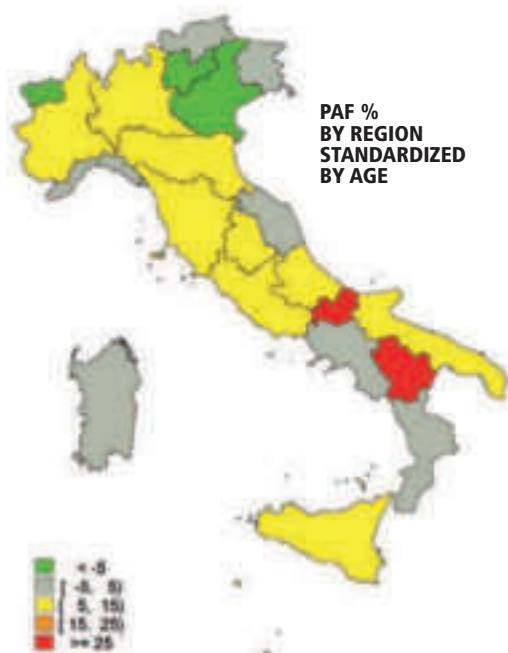 PAF %
BY REGION
STANDARDIZED
BY AGE
< -5
-5, 5)
5, 15)
15, 25)
>= 25